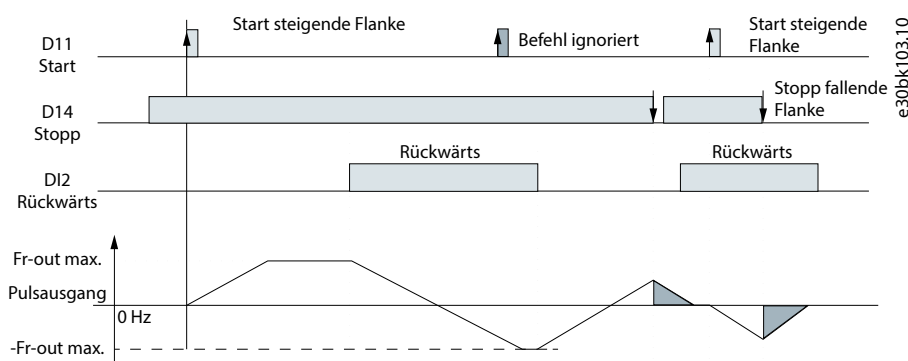 D11
Start
Start steigende Flanke
Befehl ignoriert
Start steigende
Flanke
D14
Stopp
Stopp fallende
Flanke
DI2
Rückwärts
Rückwärts
Rückwärts
Fr-out max.
Pulsausgang
0 Hz
-Fr-out max.
e30bk103.10